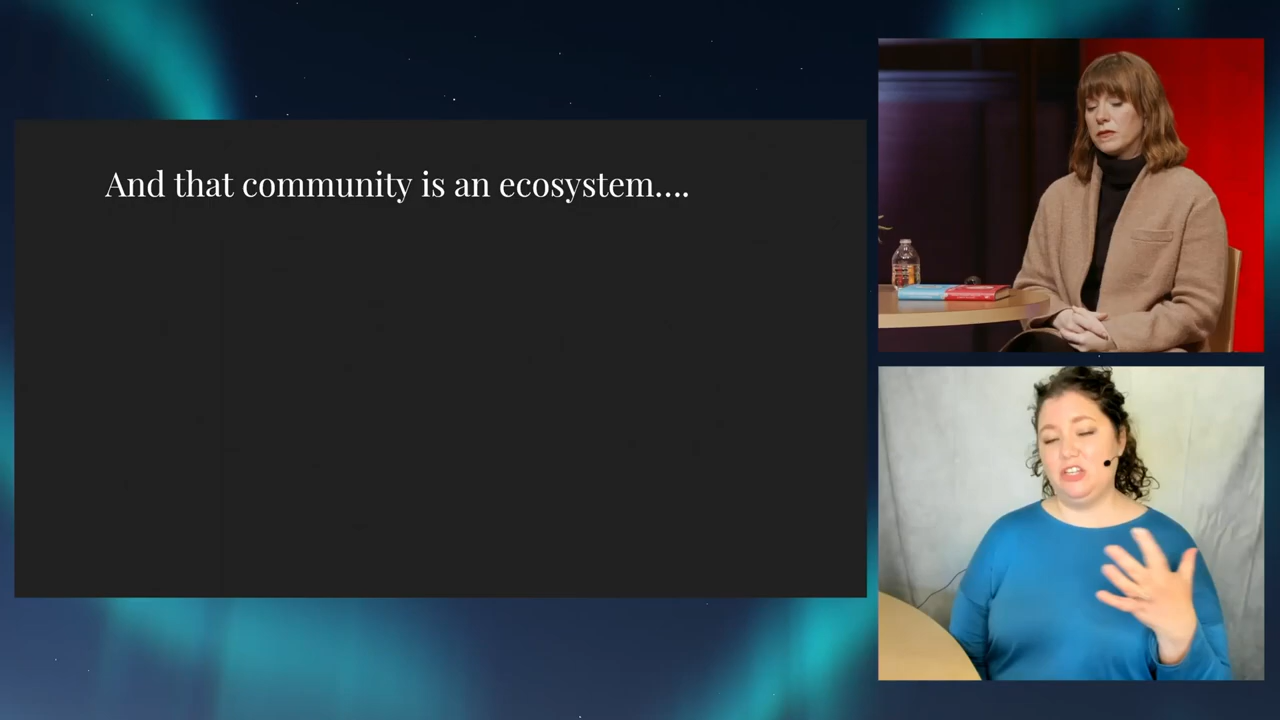 And that community is an ecosystem....